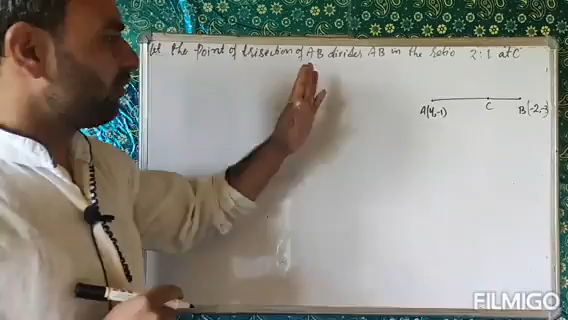 Let the Point of trisection of AB divides AB in the ratio 2:1 at C
A(4,-1) C B(-2,-3)
FILMIGO